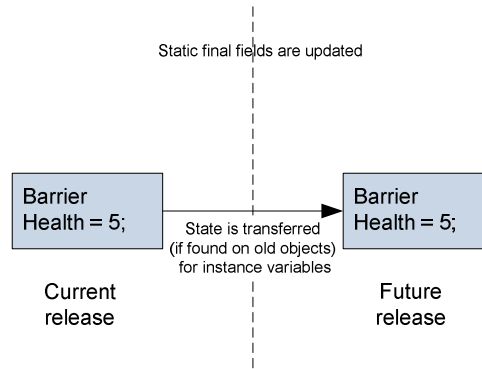 Static final fields are updated
Barrier
Health = 5;
State is transferred
(if found on old objects)
for instance variables
Barrier
Health = 5;
Current
release
Future
release